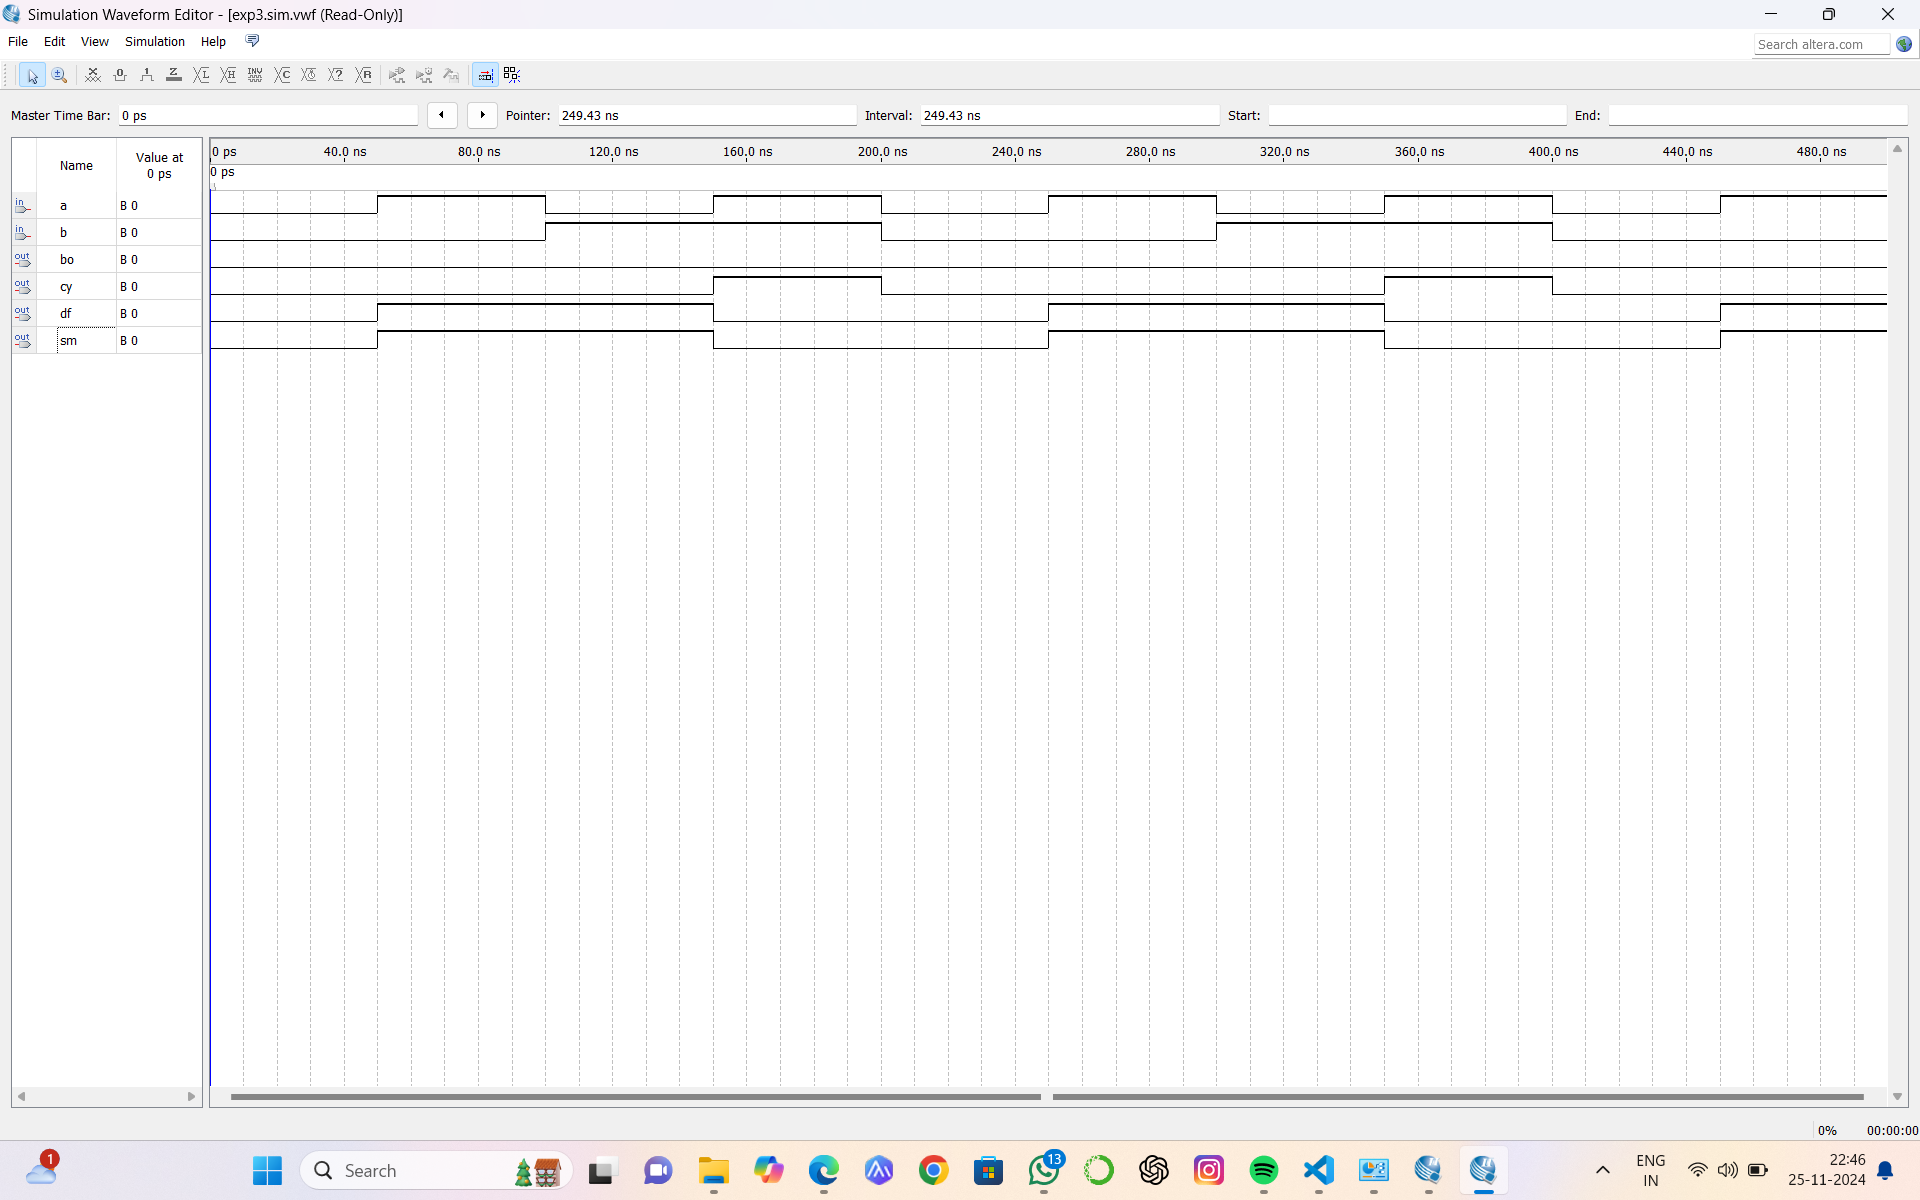 Simulation Waveform Editor - [exp3.sim.vwf (Read-Only)]
File Edit View Simulation Help
Search altera.com
Master Time Bar: 0 ps Pointer: 249.43 ns Interval: 249.43 ns Start: End:
Name Value at 0 ps
0 ps 40.0 ns 80.0 ns 120.0 ns 160.0 ns 200.0 ns 240.0 ns 280.0 ns 320.0 ns 360.0 ns 400.0 ns 440.0 ns 480.0 ns
0 ps
in a B 0
in b B 0
out bo B 0
out cy B 0
out df B 0
out sm B 0
0% 00:00:00
1
Search
13
ENG
IN
22:46
25-11-2024